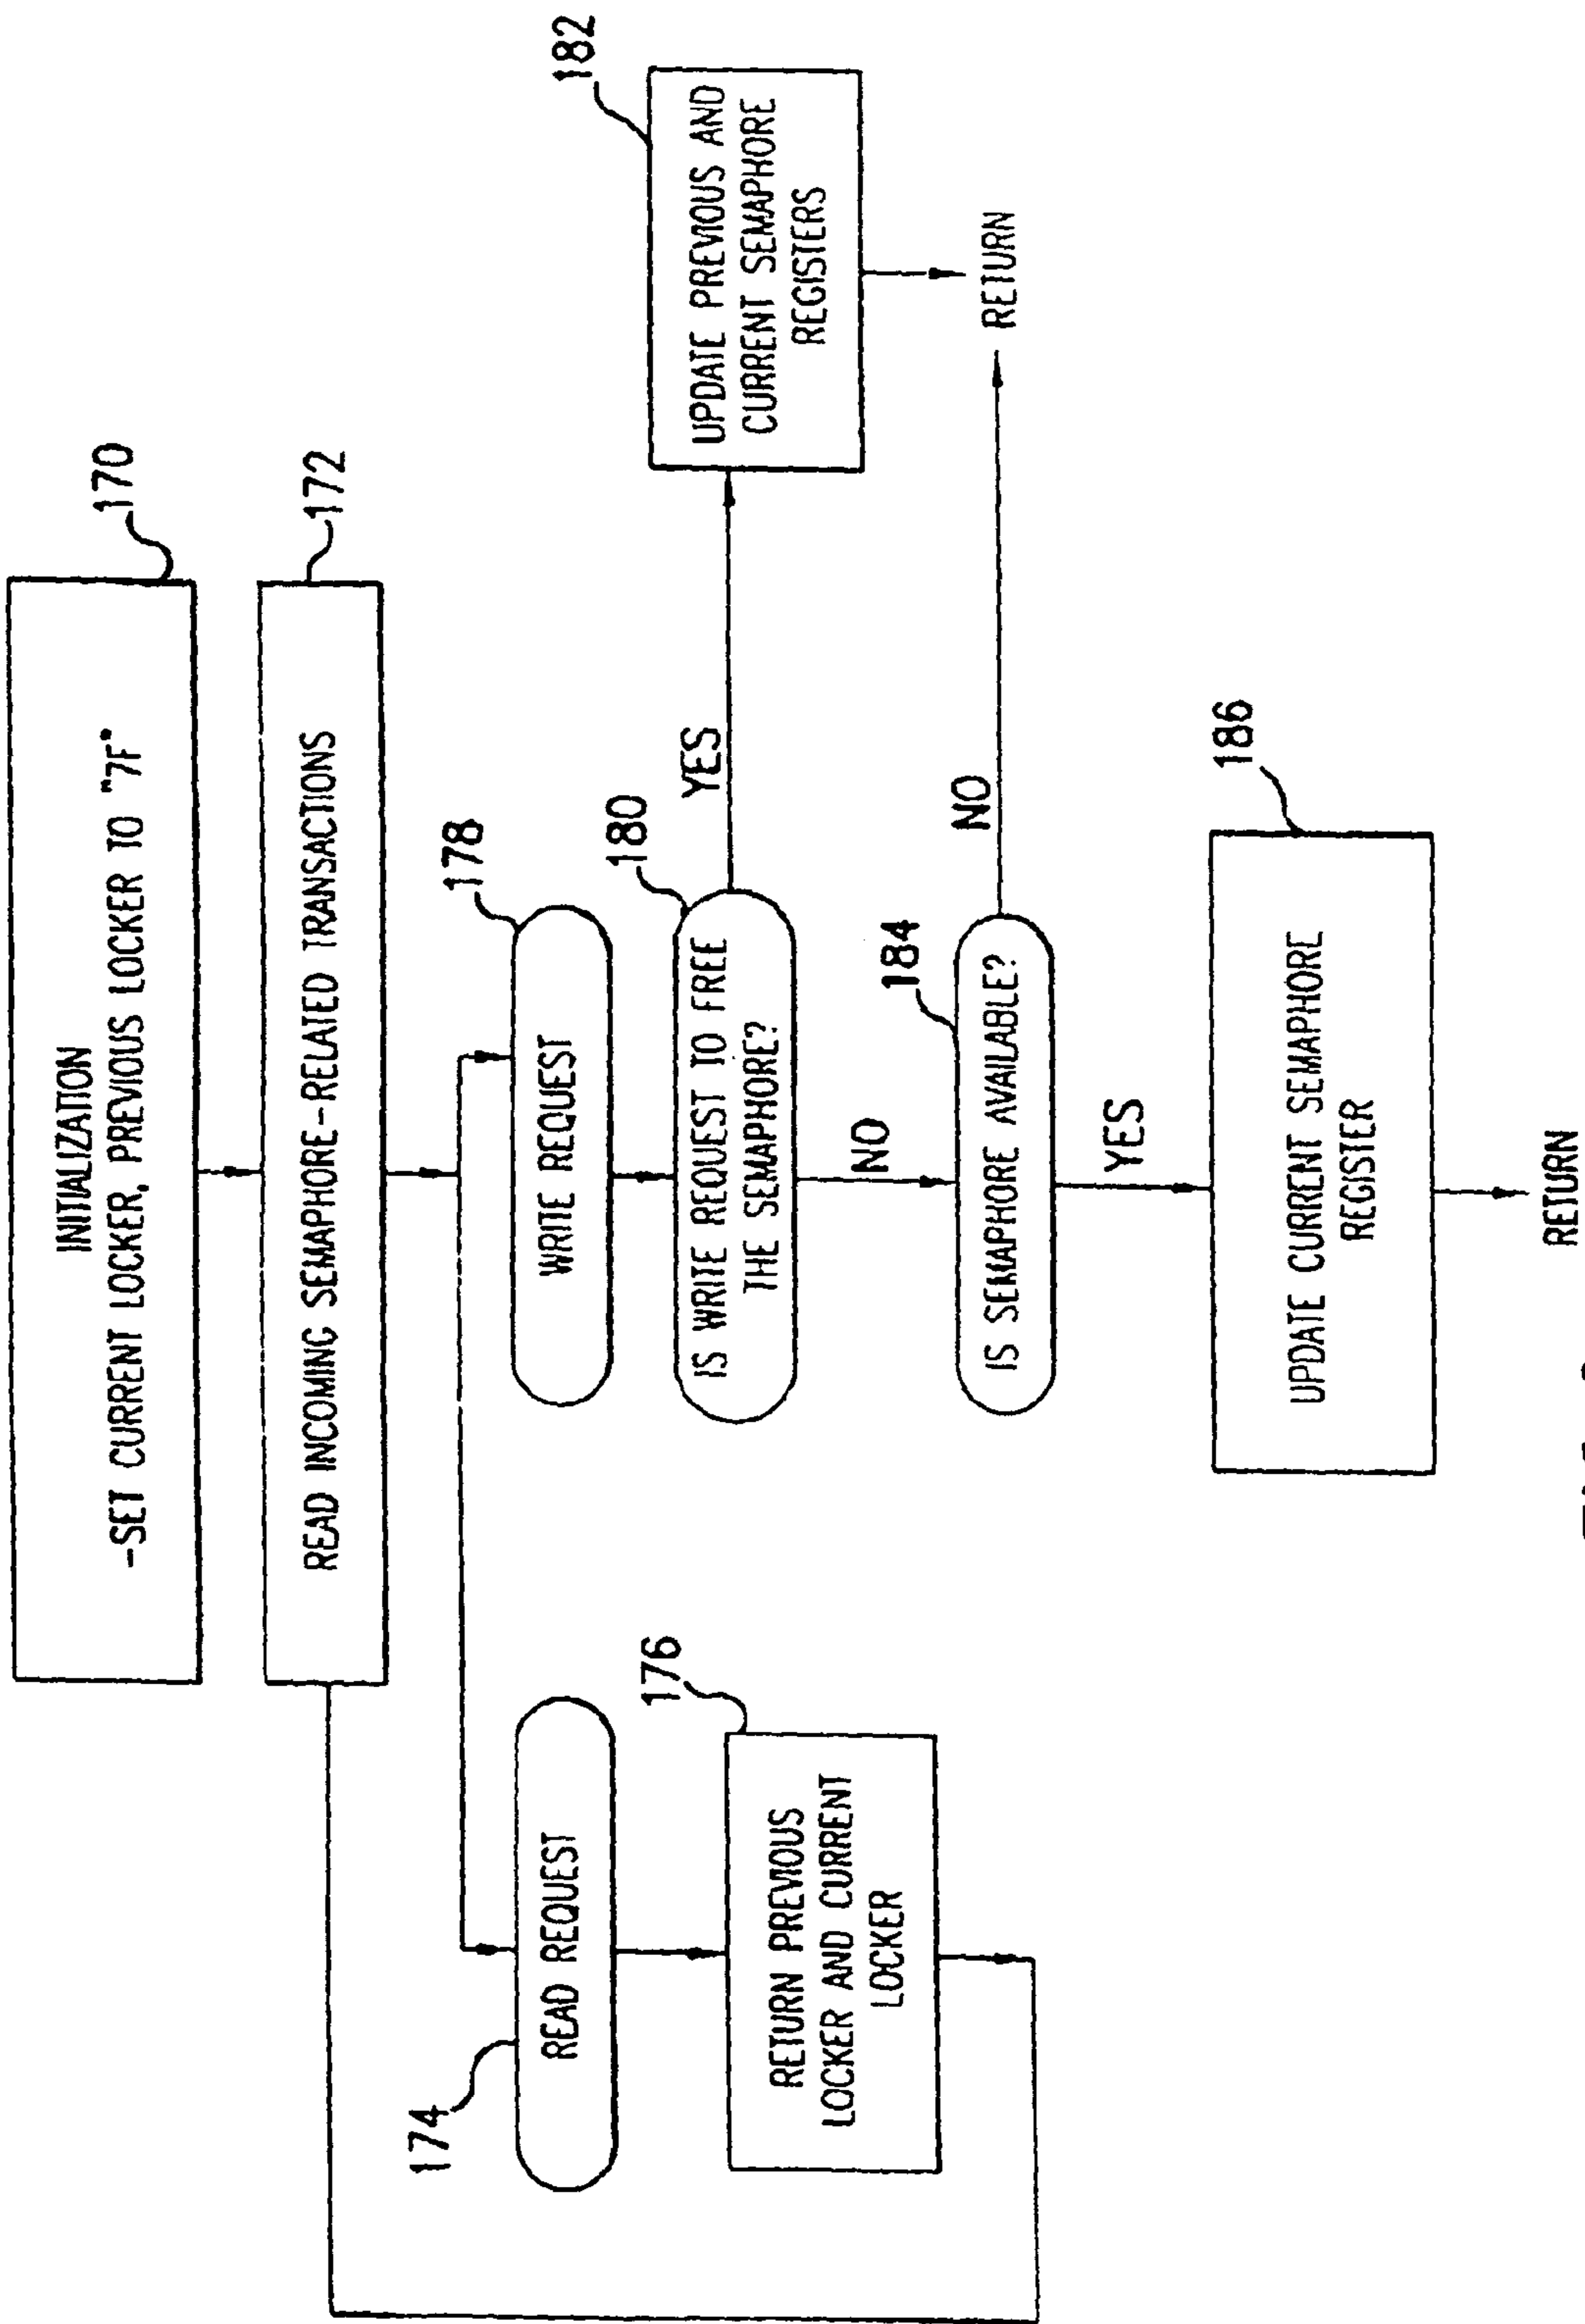 INITIALIZATION
-SET CURRENT LOCKER, PREVIOUS LOCKER TO "7F"
170
READ INCOMING SEMAPHORE-RELATED TRANSACTIONS
172
174
READ REQUEST
178
WRITE REQUEST
176
RETURN PREVIOUS
LOCKER AND CURRENT
LOCKER
180
IS WRITE REQUEST TO FREE
THE SEMAPHORE?
YES
182
UPDATE PREVIOUS AND
CURRENT SEMAPHORE
REGISTERS
RETURN
NO
184
IS SEMAPHORE AVAILABLE?
NO
YES
186
UPDATE CURRENT SEMAPHORE
REGISTER
RETURN